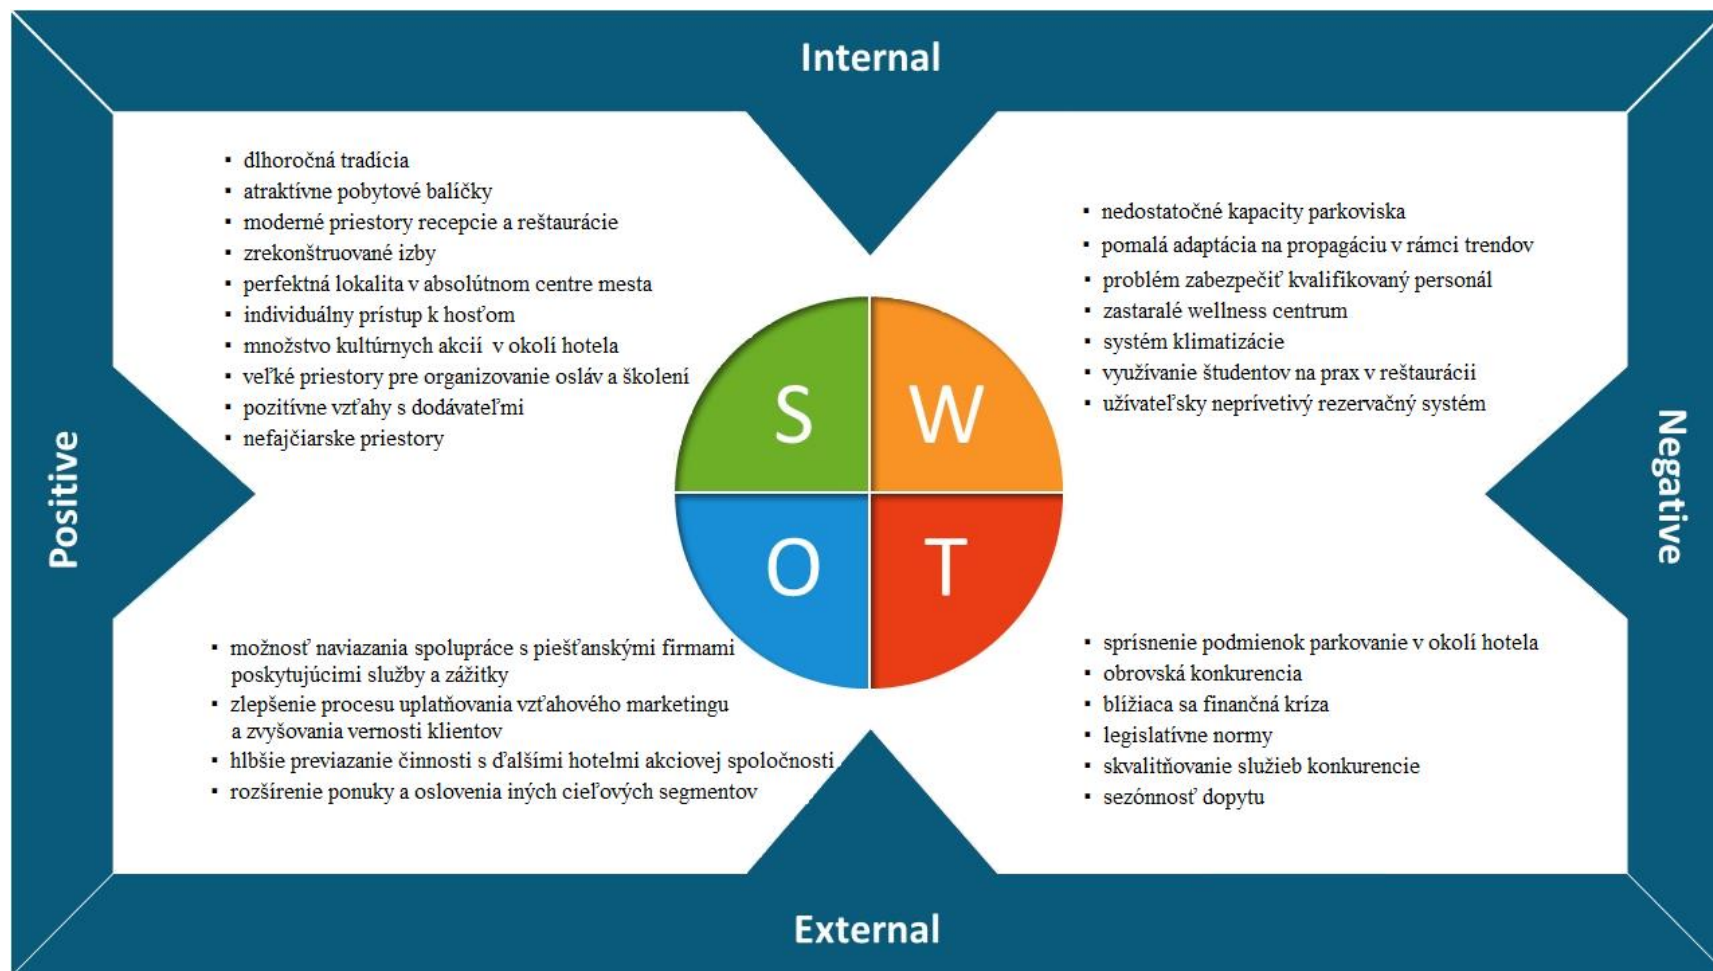 Internal
▪ dlhoročná tradícia
▪ atraktívne pobytové balíčky
▪ moderné priestory recepcie a reštaurácie
▪ zrekonštruované izby
▪ perfektná lokalita v absolútnom centre mesta
▪ individuálny prístup k hosťom
▪ množstvo kultúrnych akcií v okolí hotela
▪ veľké priestory pre organizovanie osláv a školení
▪ pozitívne vzťahy s dodávateľmi
▪ nefajčiarske priestory
▪ nedostatočné kapacity parkoviska
▪ pomalá adaptácia na propagáciu v rámci trendov
▪ problém zabezpečiť kvalifikovaný personál
▪ zastaralé wellness centrum
▪ systém klimatizácie
▪ využívanie študentov na prax v reštaurácii
▪ užívateľsky neprívetivý rezervačný systém
S W
O T
Positive
Negative
▪ možnosť naviazania spolupráce s piešťanskými firmami
poskytujúcimi služby a zážitky
▪ zlepšenie procesu uplatňovania vzťahového marketingu
a zvyšovania vernosti klientov
▪ hlbšie previazanie činnosti s ďalšími hotelmi akciovej spoločnosti
▪ rozšírenie ponuky a oslovenia iných cieľových segmentov
▪ sprísnenie podmienok parkovanie v okolí hotela
▪ obrovská konkurencia
▪ blížiaca sa finančná kríza
▪ legislatívne normy
▪ skvalitňovanie služieb konkurencie
▪ sezónnosť dopytu
External